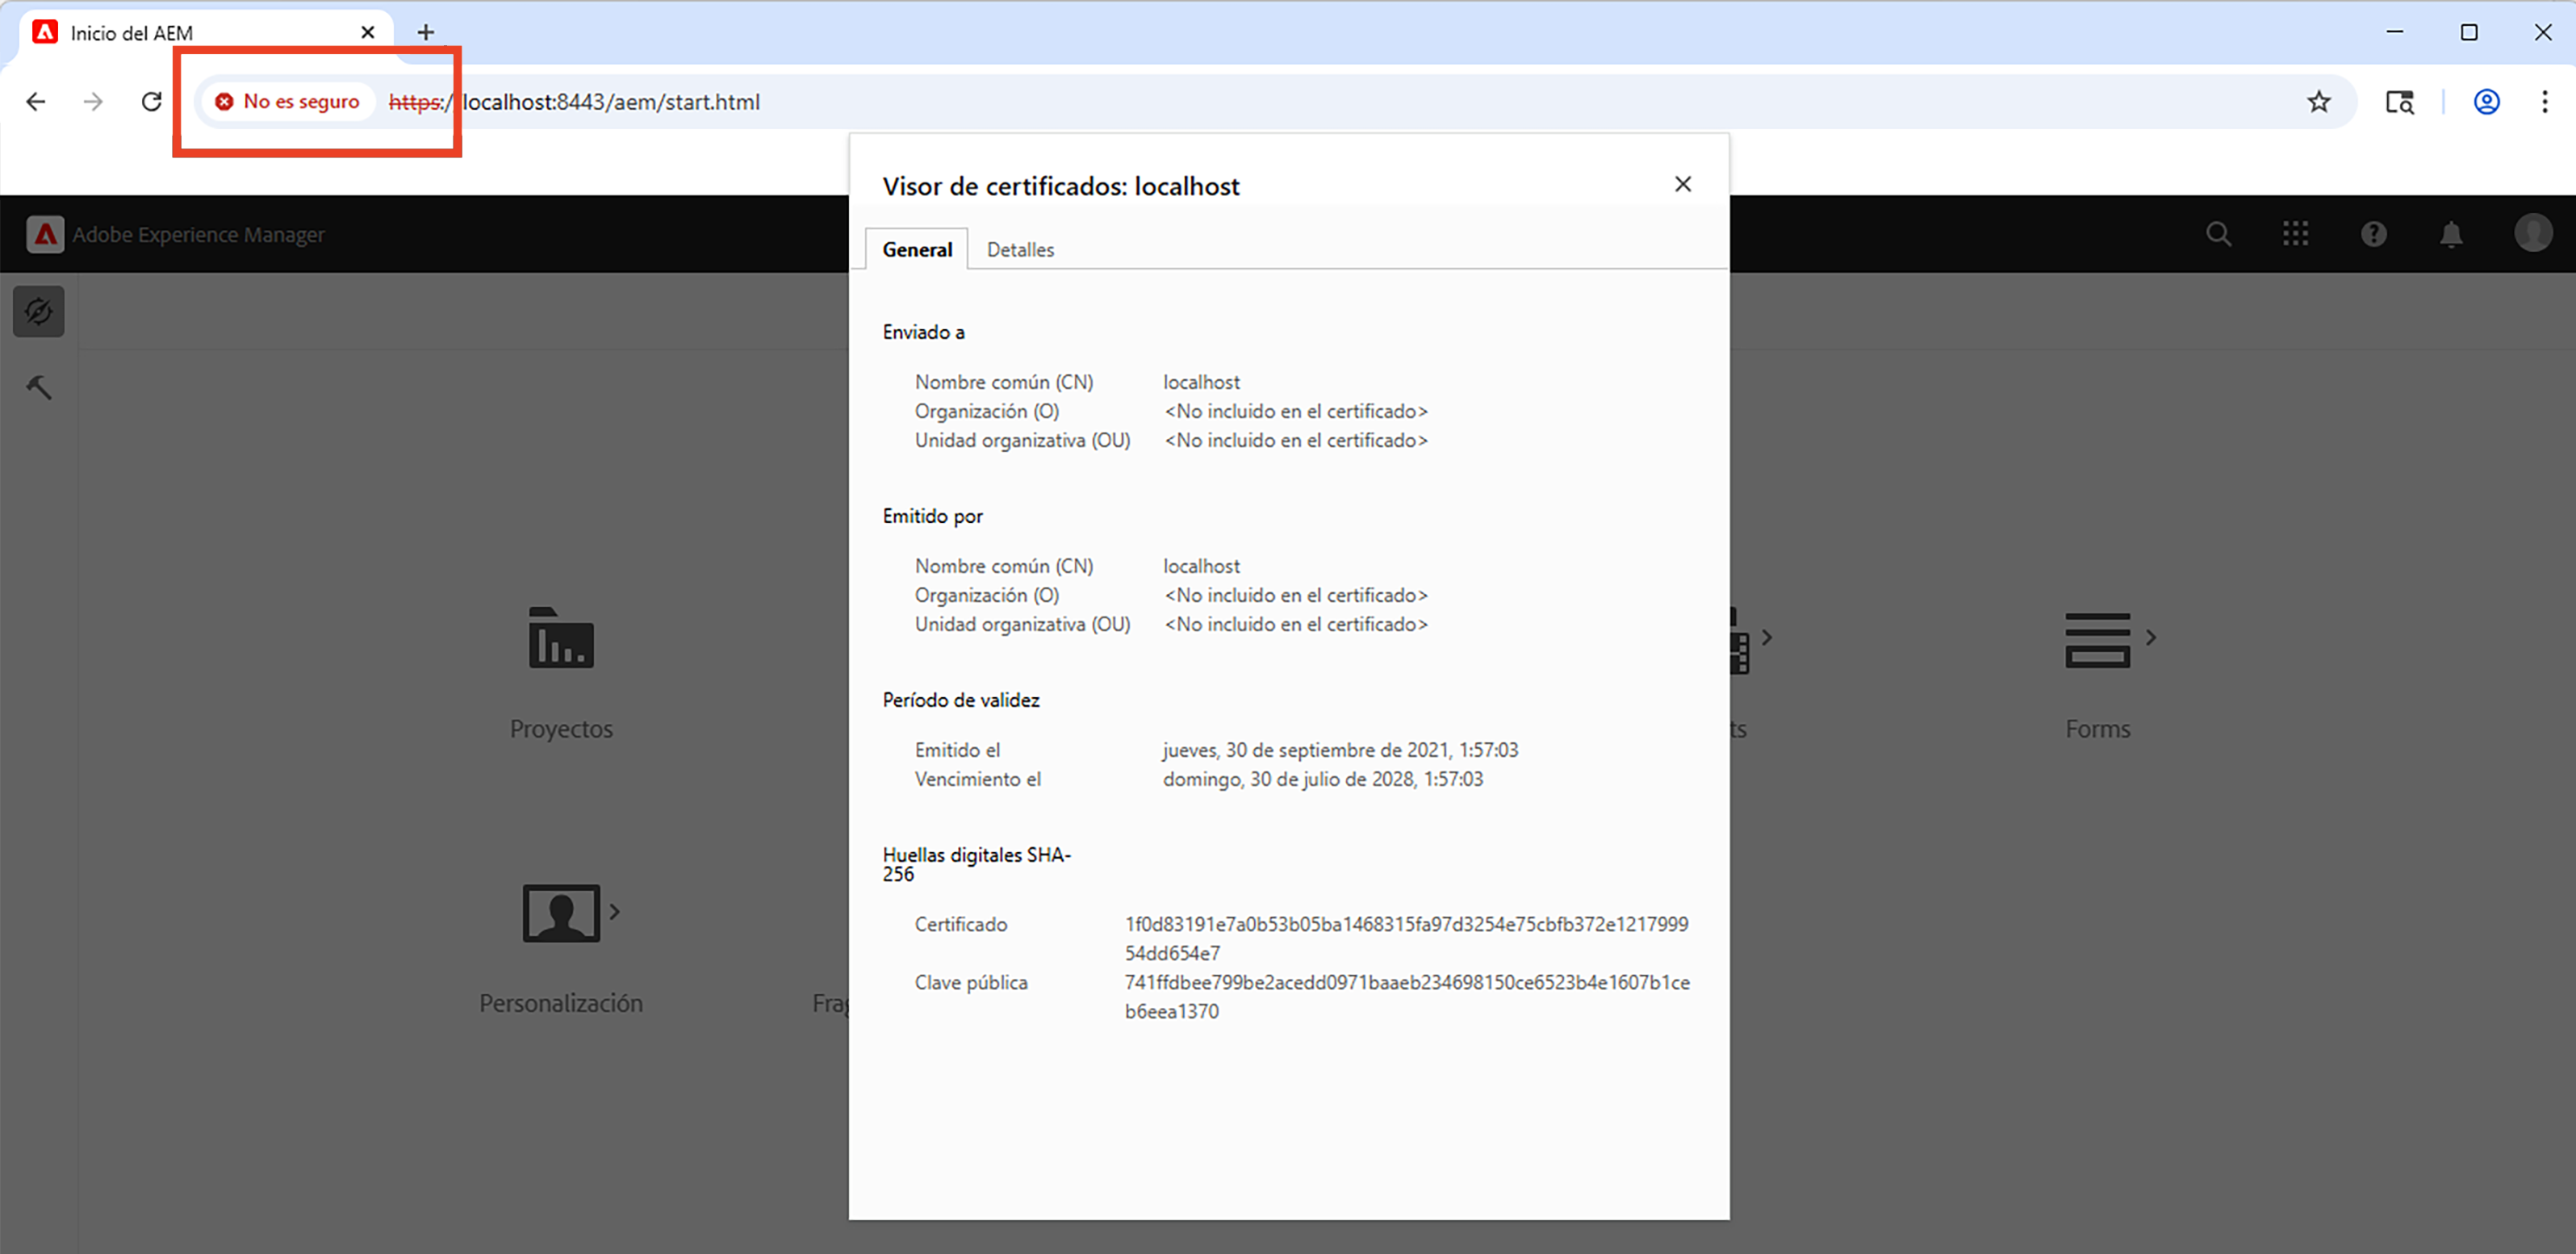 Inicio del AEM
No es seguro https://localhost:8443/aem/start.html
Visor de certificados: localhost
Adobe Experience Manager
General Detalles
Enviado a
Nombre común (CN) localhost
Organización (O) <No incluido en el certificado>
Unidad organizativa (OU) <No incluido en el certificado>
Emitido por
Nombre común (CN) localhost
Organización (O) <No incluido en el certificado>
Unidad organizativa (OU) <No incluido en el certificado>
Período de validez
Emitido el jueves, 30 de septiembre de 2021, 1:57:03
Vencimiento el domingo, 30 de julio de 2028, 1:57:03
Huellas digitales SHA-
256
Certificado 1f0d83191e7a0b53b05ba1468315fa97d3254e75cbfb372e1217999
54dd654e7
Clave pública 741ffdbee799be2acedd0971baaeb234698150ce6523b4e1607b1ce
b6eea1370
Proyectos
ts
Forms
Personalización
Frag